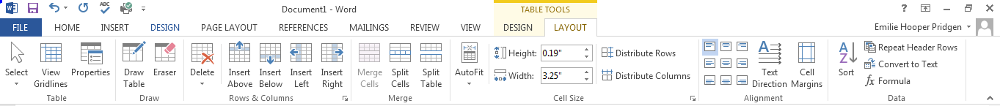 ABC
Document1 - Word
TABLE TOOLS
FILE HOME INSERT DESIGN PAGE LAYOUT REFERENCES MAILINGS REVIEW VIEW DESIGN LAYOUT Emilie Hooper Pridgen
Select
View Gridlines
Properties
Table
Draw Table
Eraser
Draw
Delete
Insert Above
Insert Below
Insert Left
Insert Right
Rows & Columns
Merge Cells
Split Cells
Split Table
Merge
AutoFit
Height: 0.19"
Width: 3.25"
Distribute Rows
Distribute Columns
Cell Size
Text Direction
Cell Margins
Alignment
A Z
Sort
Repeat Header Rows
Convert to Text
fx Formula
Data